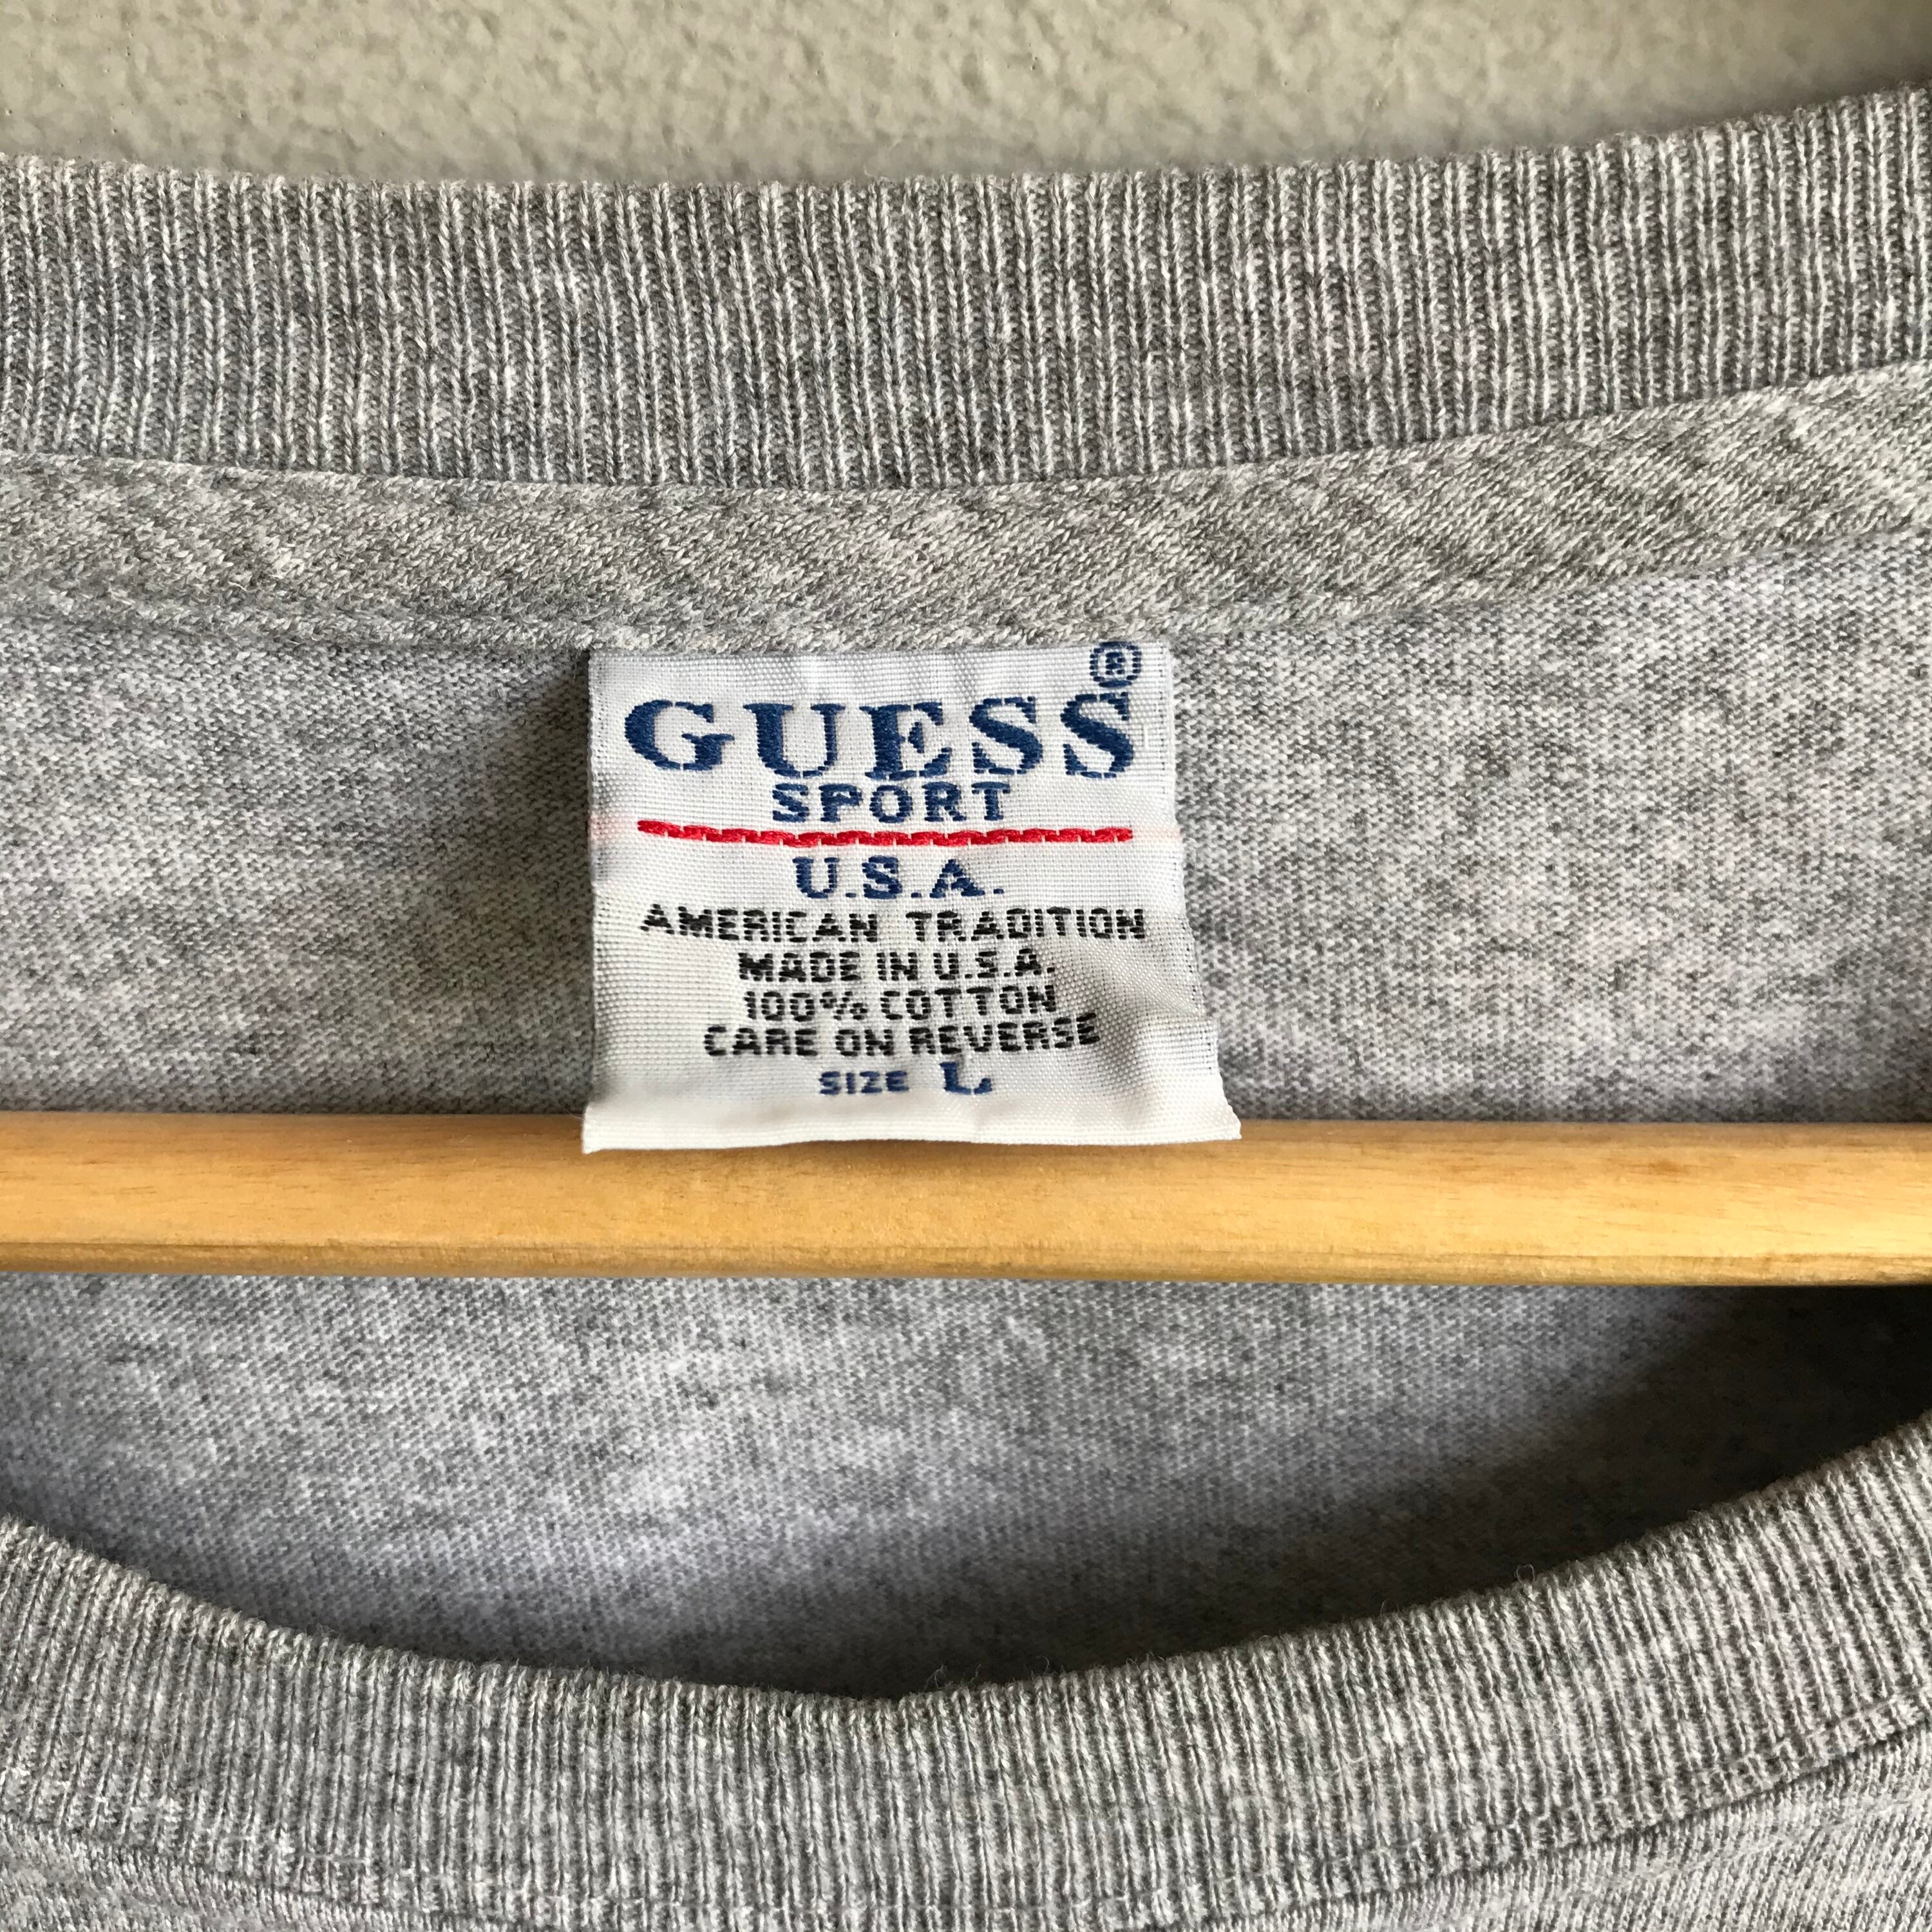 GUESS®
SPORT
U.S.A.
AMERICAN TRADITION
MADE IN U.S.A.
100% COTTON
CARE ON REVERSE
SIZE L